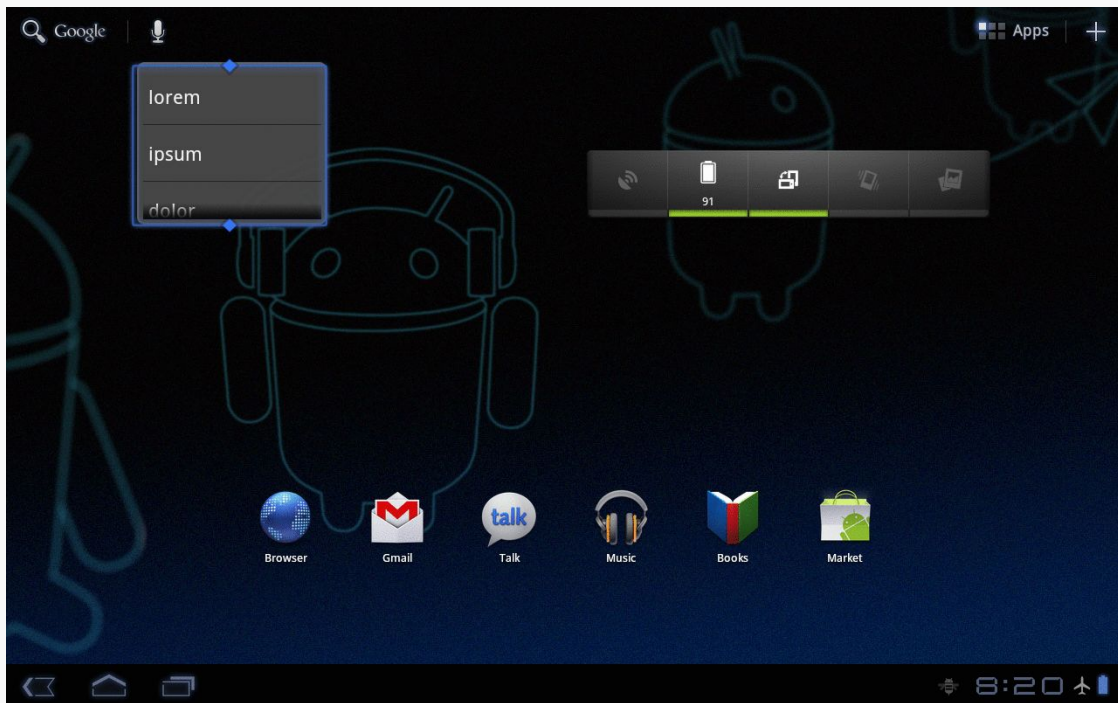 Google
Apps
lorem
ipsum
dolor
91
talk
Browser
Gmail
Talk
Music
Books
Market
8:20